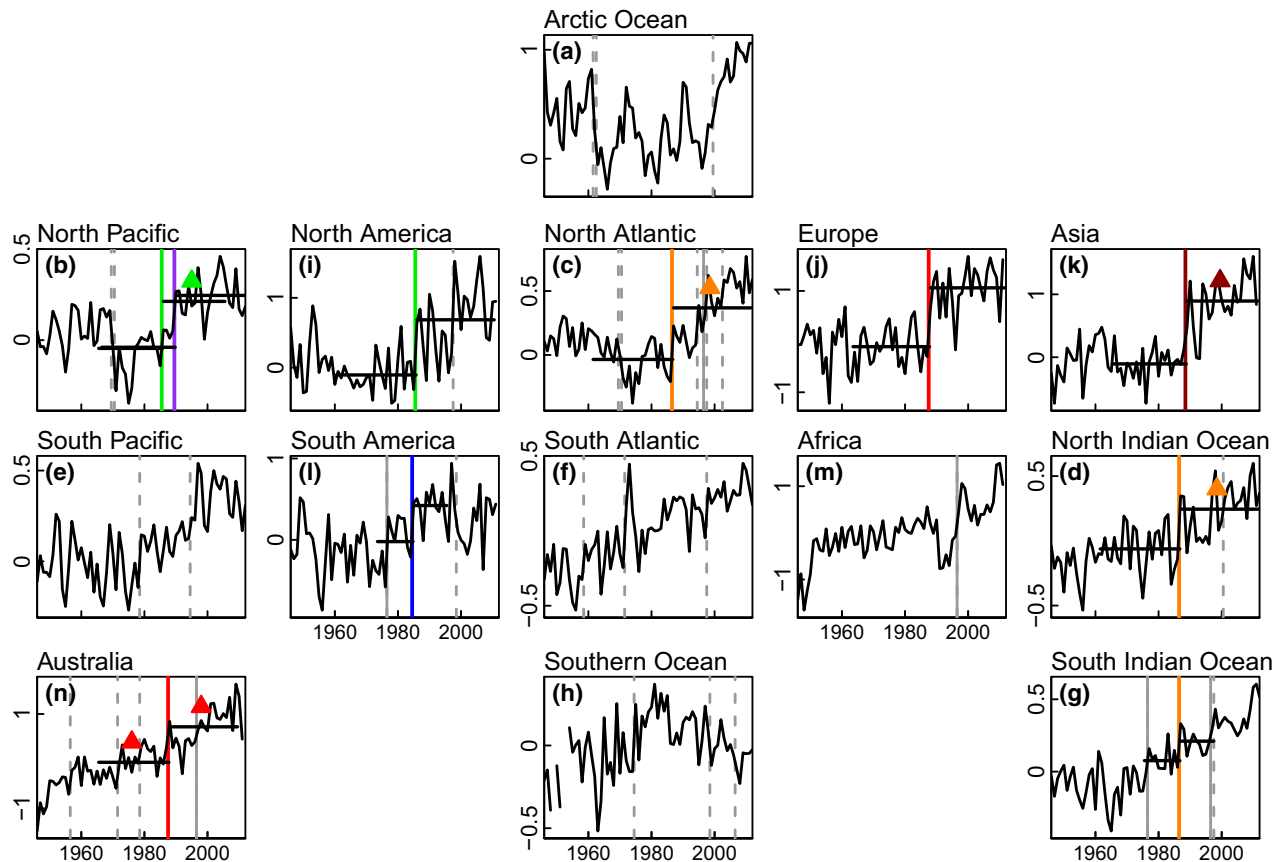 Arctic Ocean
(a)
1
0
North Pacific
North America
North Atlantic
Europe
Asia
(b)
(i)
(c)
(j)
(k)
0.5
0
1
0
0.5
0
1
−1
1
0
South Pacific
South America
South Atlantic
Africa
North Indian Ocean
(e)
(l)
(f)
(m)
(d)
0.5
0
1
0
0.5
−0.5
1
−1
0.5
−0.5
1960 1980 2000
1960 1980 2000
Australia
Southern Ocean
South Indian Ocean
(n)
(h)
(g)
1
−1
0
−0.5
0.5
0
1960 1980 2000
1960 1980 2000
1960 1980 2000